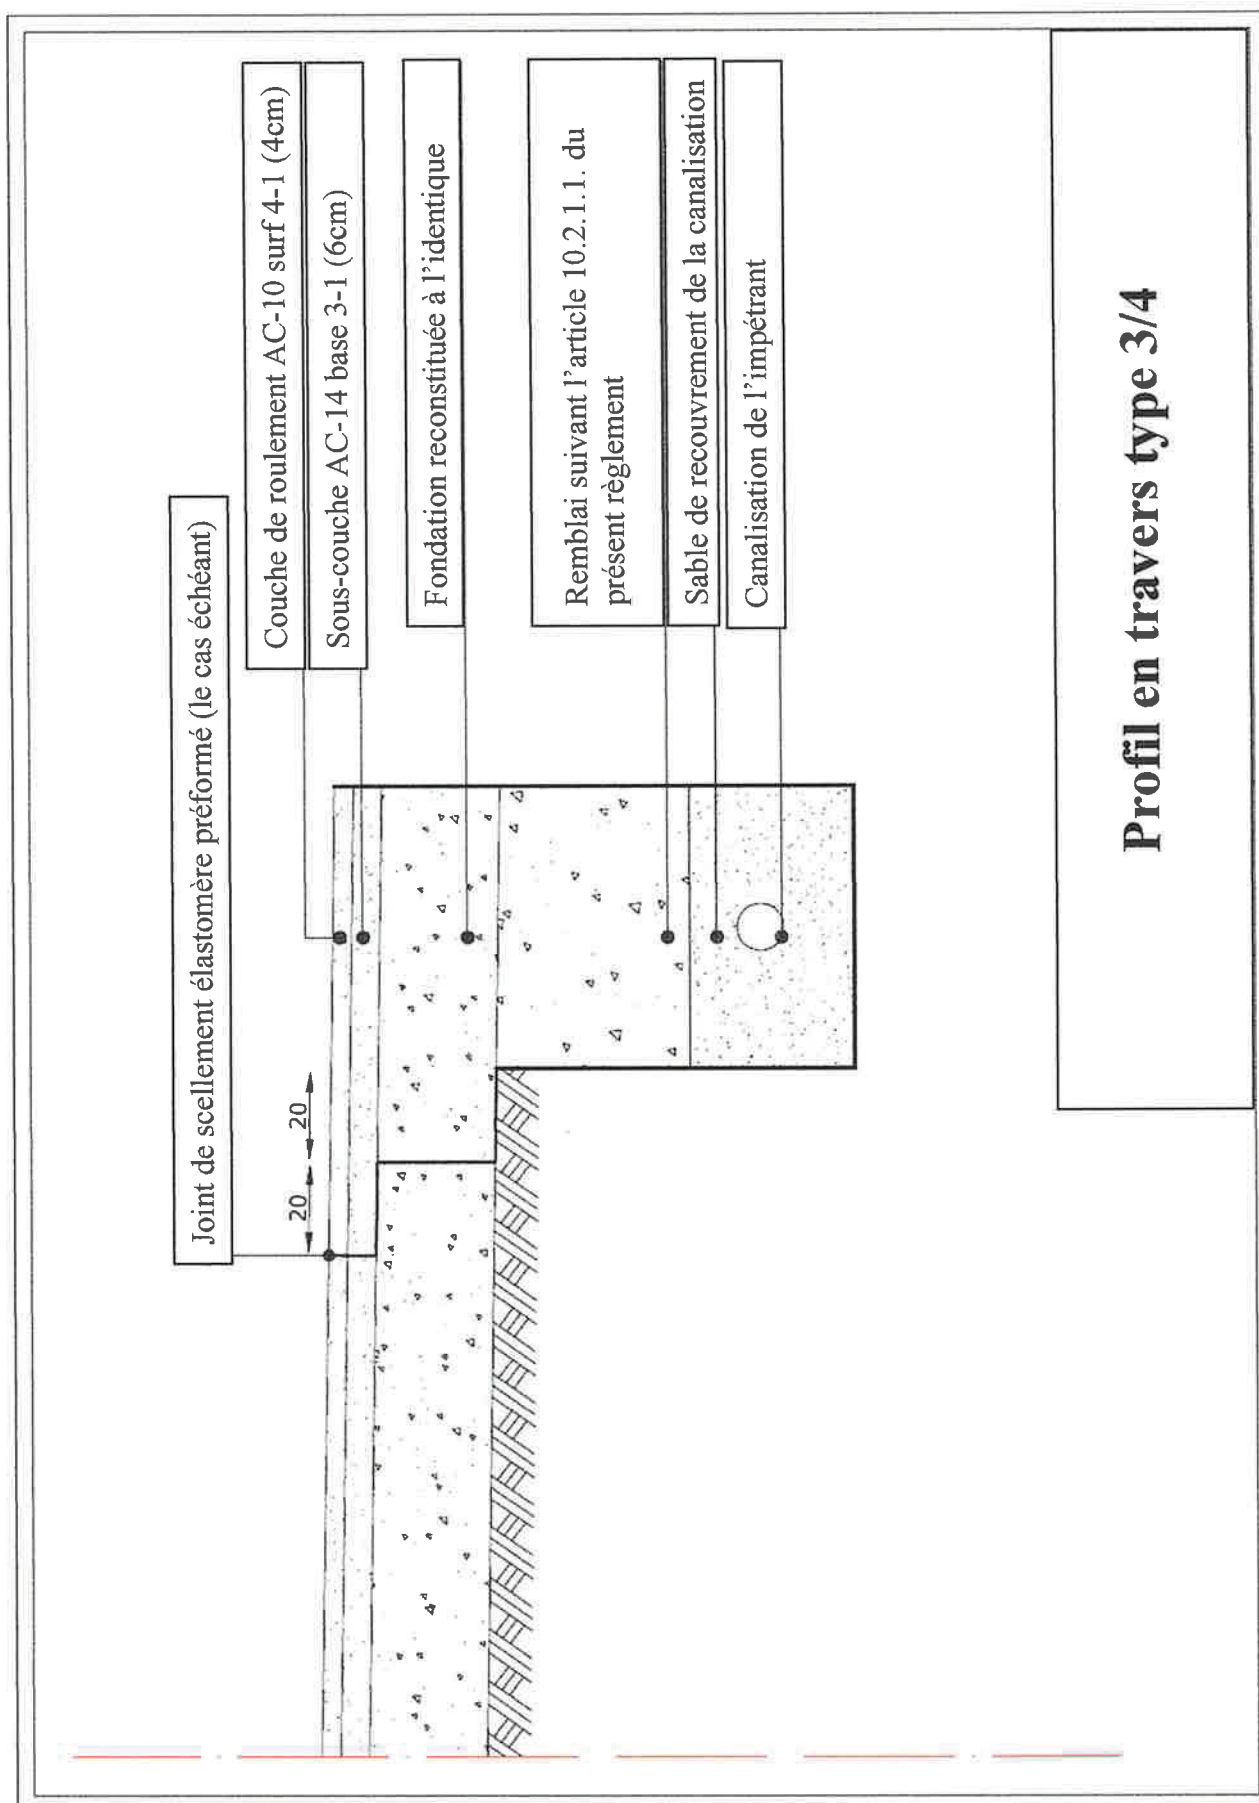 Joint de scellement élastomère préformé (le cas échéant)
Couche de roulement AC-10 surf 4-1 (4cm)
Sous-couche AC-14 base 3-1 (6cm)
20
20
Fondation reconstituée à l'identique
Remblai suivant l'article 10.2.1.1. du
présent règlement
Sable de recouvrement de la canalisation
Canalisation de l'impétrant
Profil en travers type 3/4